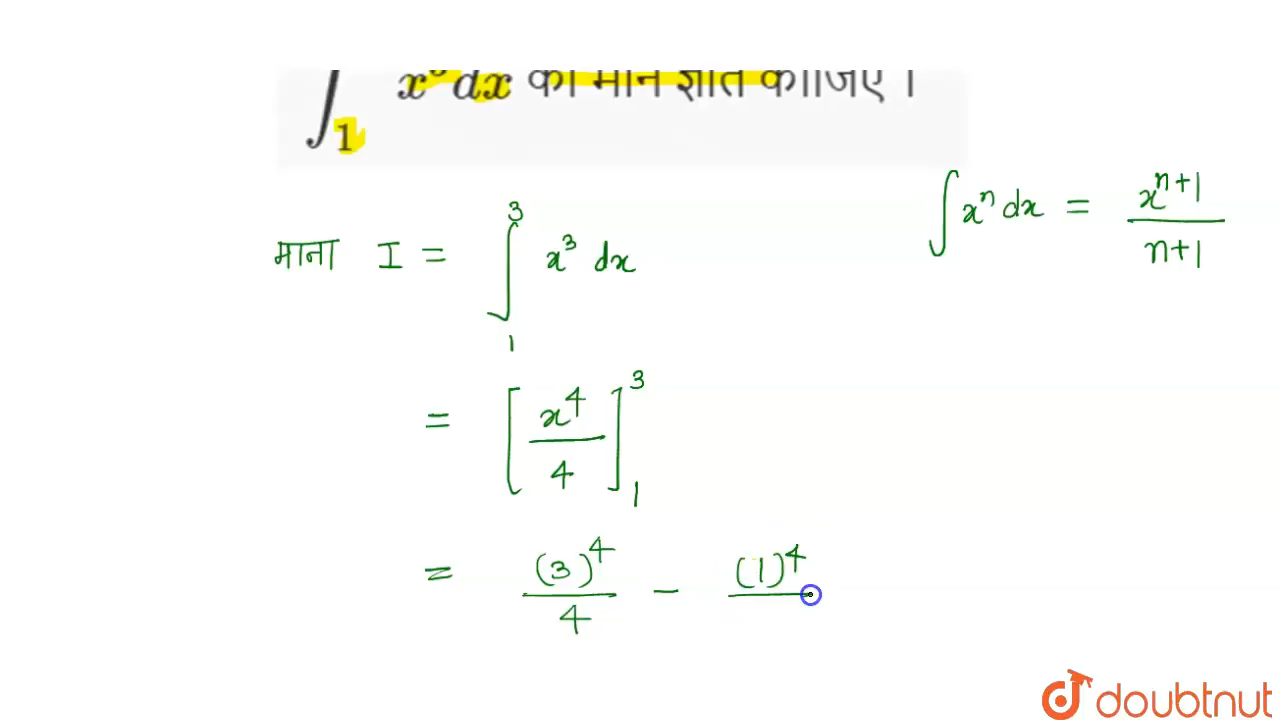 ∫₁ x³ dx का मान ज्ञात कीजिए ।
∫ xⁿ dx = xⁿ⁺¹ / n+1
माना I = ∫₁³ x³ dx
= [x⁴ / 4]₁³
= (3)⁴ / 4 − (1)⁴ /
doubtnut